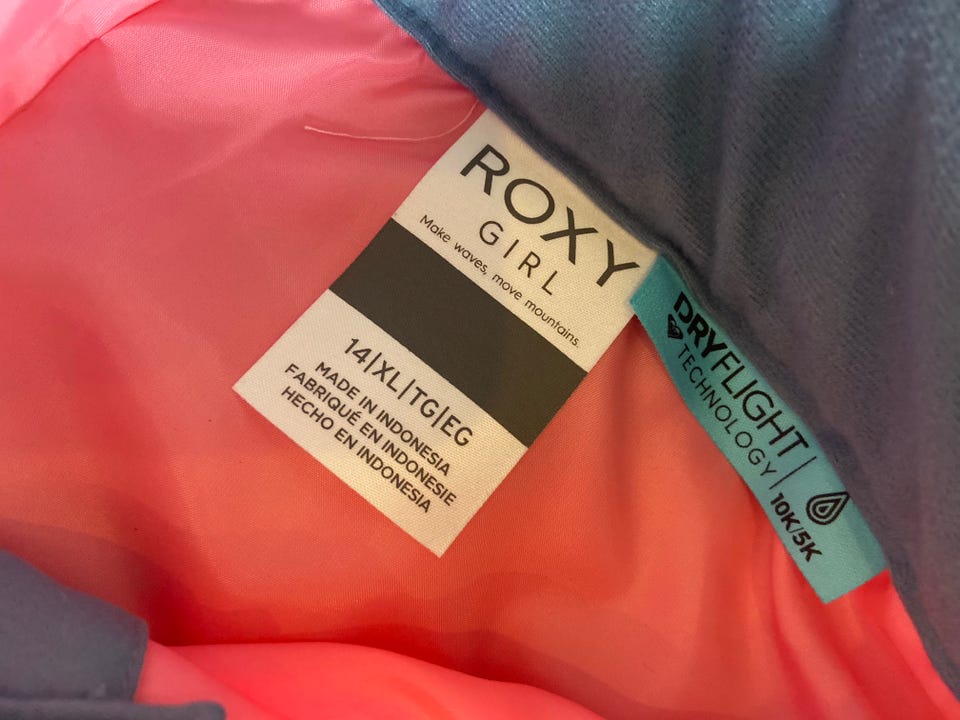 ROXY
GIRL
Make waves, move mountains.
14|XL|TG|EG
MADE IN INDONESIA
FABRIQUÉ EN INDONESIE
HECHO EN INDONESIA
DRYFLIGHT
TECHNOLOGY
10K/5K